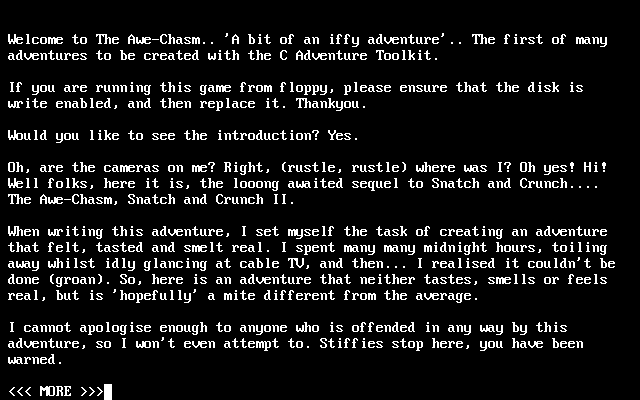 Welcome to The Awe-Chasm.. 'A bit of an iffy adventure'.. The first of many
adventures to be created with the C Adventure Toolkit.
If you are running this game from floppy, please ensure that the disk is
write enabled, and then replace it. Thankyou.
Would you like to see the introduction? Yes.
Oh, are the cameras on me? Right, (rustle, rustle) where was I? Oh yes! Hi!
Well folks, here it is, the looong awaited sequel to Snatch and Crunch....
The Awe-Chasm, Snatch and Crunch II.
When writing this adventure, I set myself the task of creating an adventure
that felt, tasted and smelt real. I spent many many midnight hours, toiling
away whilst idly glancing at cable TV, and then... I realised it couldn't be
done (groan). So, here is an adventure that neither tastes, smells or feels
real, but is 'hopefully' a mite different from the average.
I cannot apologise enough to anyone who is offended in any way by this
adventure, so I won't even attempt to. Stiffies stop here, you have been
warned.
<<< MORE >>>